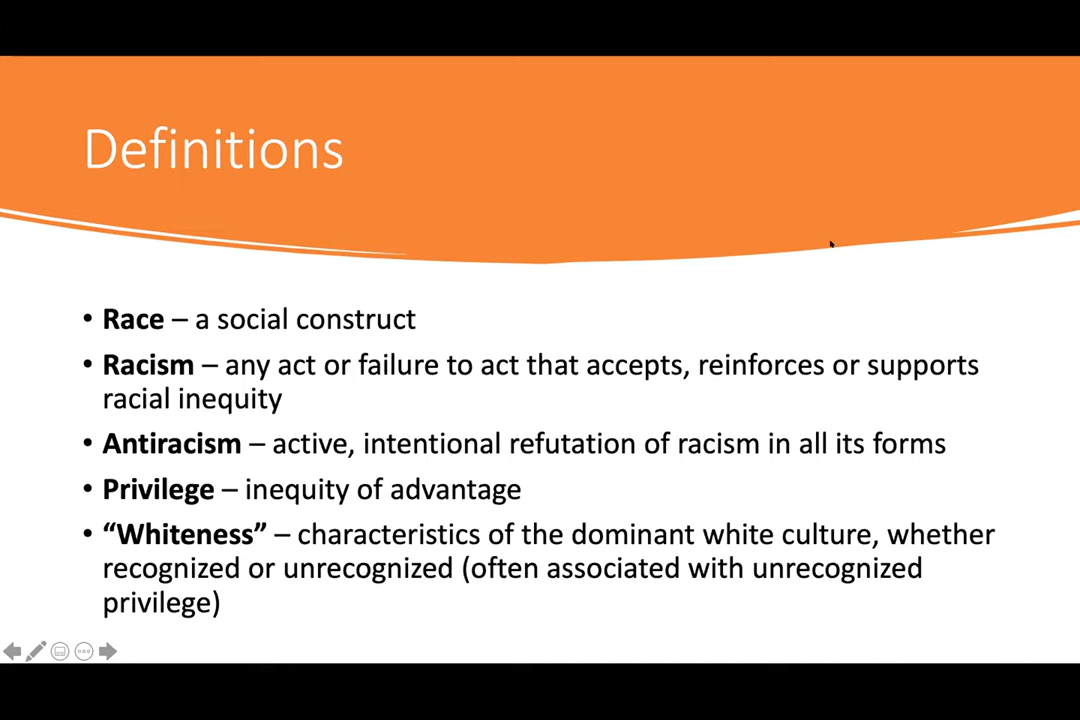 Definitions
• Race – a social construct
• Racism – any act or failure to act that accepts, reinforces or supports
racial inequity
• Antiracism – active, intentional refutation of racism in all its forms
• Privilege – inequity of advantage
• “Whiteness” – characteristics of the dominant white culture, whether
recognized or unrecognized (often associated with unrecognized
privilege)